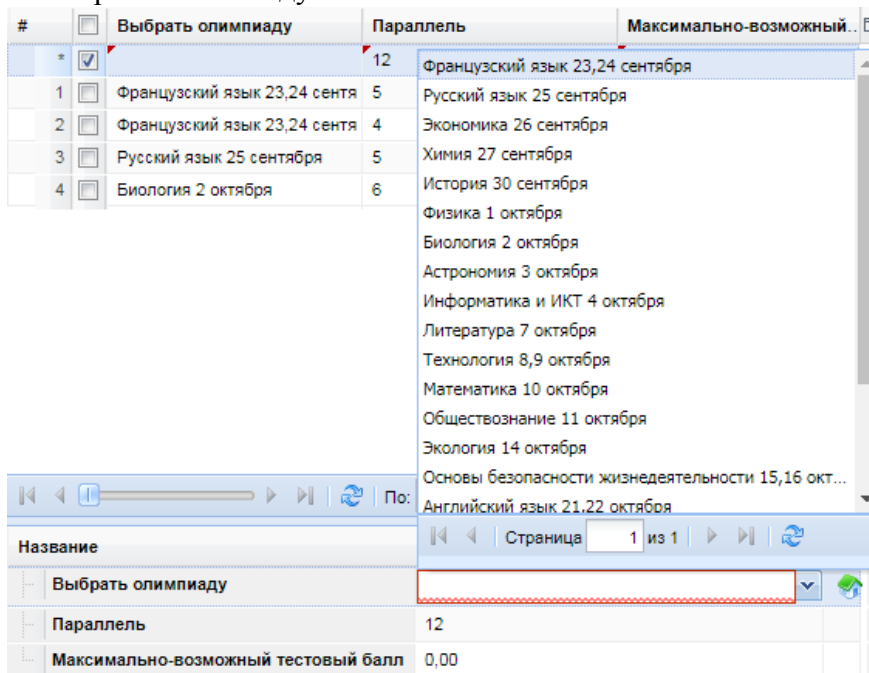 # Выбрать олимпиаду Параллель Максимально-возможный..
* 12
1 Французский язык 23,24 сентя 5
2 Французский язык 23,24 сентя 4
3 Русский язык 25 сентября 5
4 Биология 2 октября 6
Французский язык 23,24 сентября
Русский язык 25 сентября
Экономика 26 сентября
Химия 27 сентября
История 30 сентября
Физика 1 октября
Биология 2 октября
Астрономия 3 октября
Информатика и ИКТ 4 октября
Литература 7 октября
Технология 8,9 октября
Математика 10 октября
Обществознание 11 октября
Экология 14 октября
Основы безопасности жизнедеятельности 15,16 окт...
Английский язык 21,22 октября
По:
Страница 1 из 1
Название
Выбрать олимпиаду
Параллель 12
Максимально-возможный тестовый балл 0,00